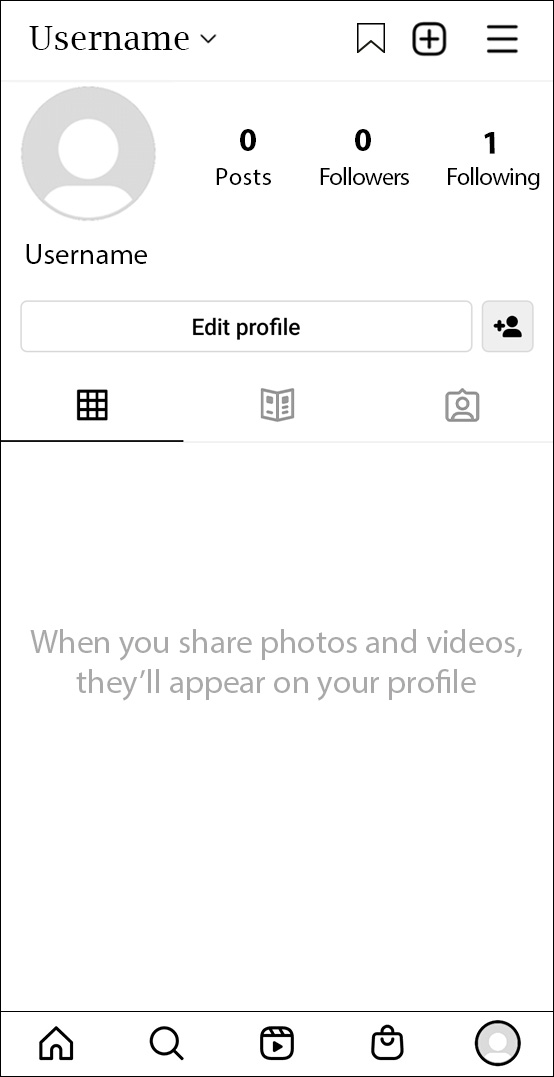 Username
0 0 1
Posts Followers Following
Username
Edit profile
When you share photos and videos,
they’ll appear on your profile